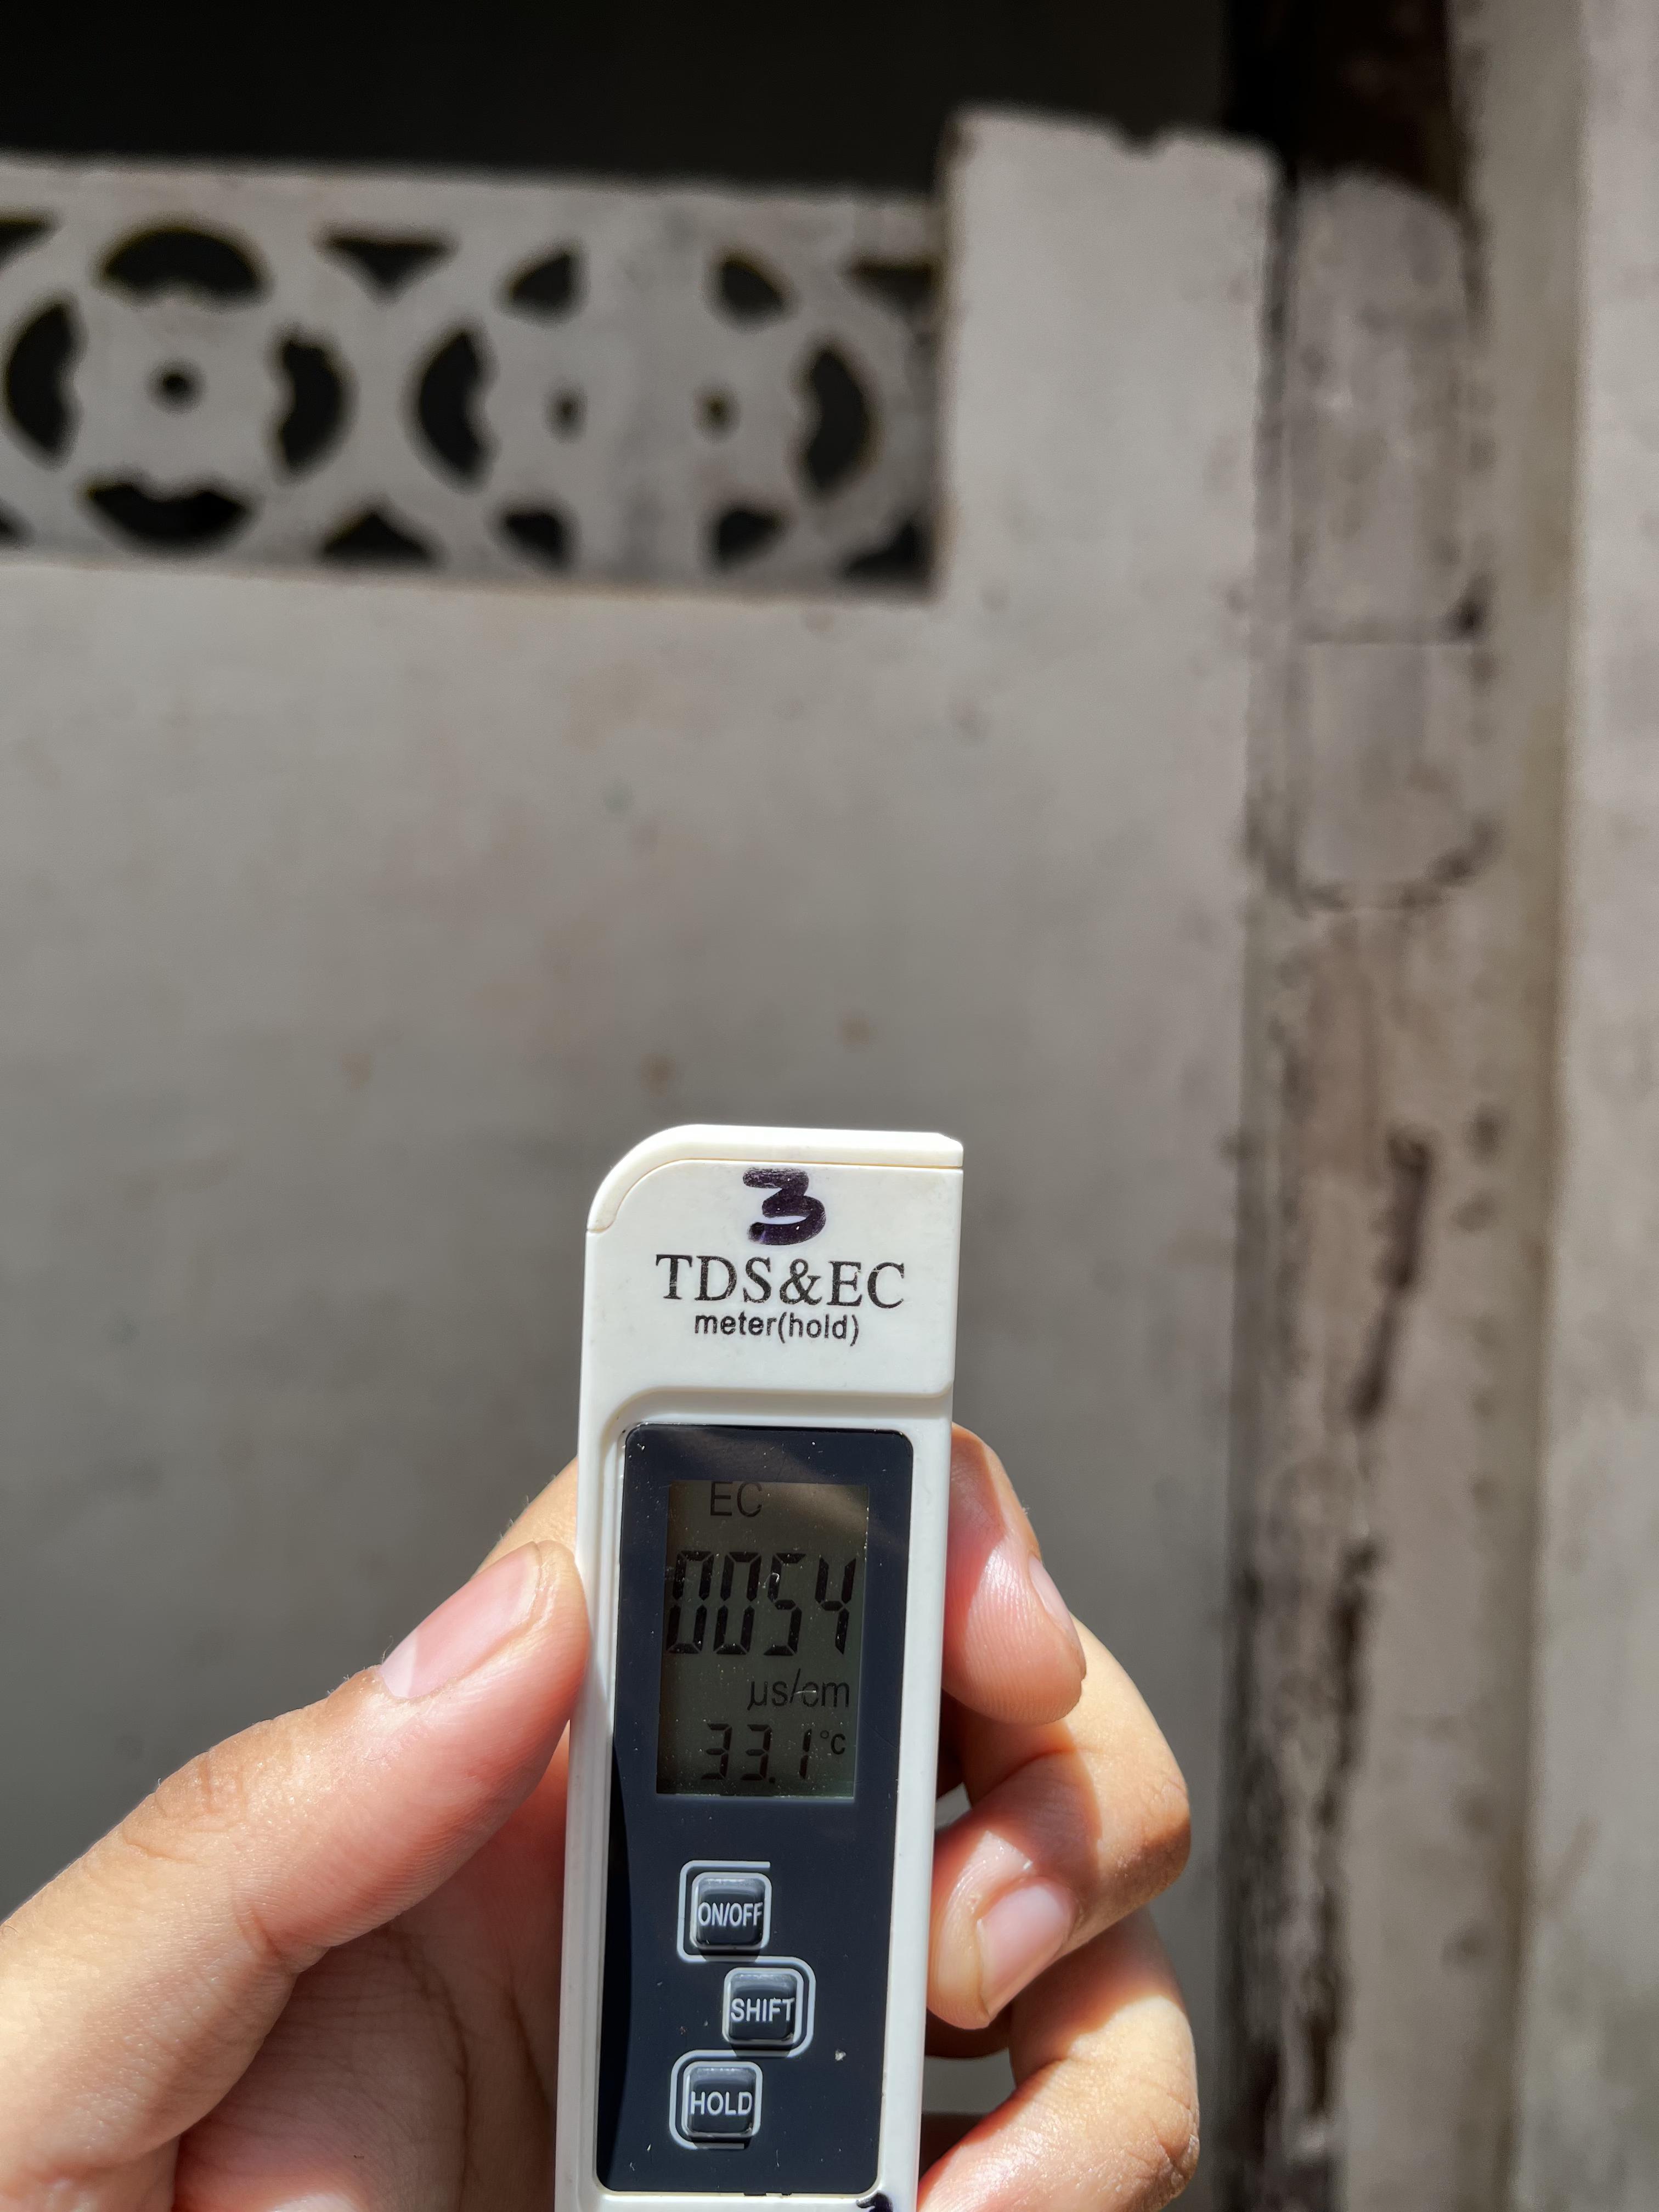 3
TDS&EC
meter(hold)
EC
0054
µs/cm
33.1°c
ON/OFF
SHIFT
HOLD